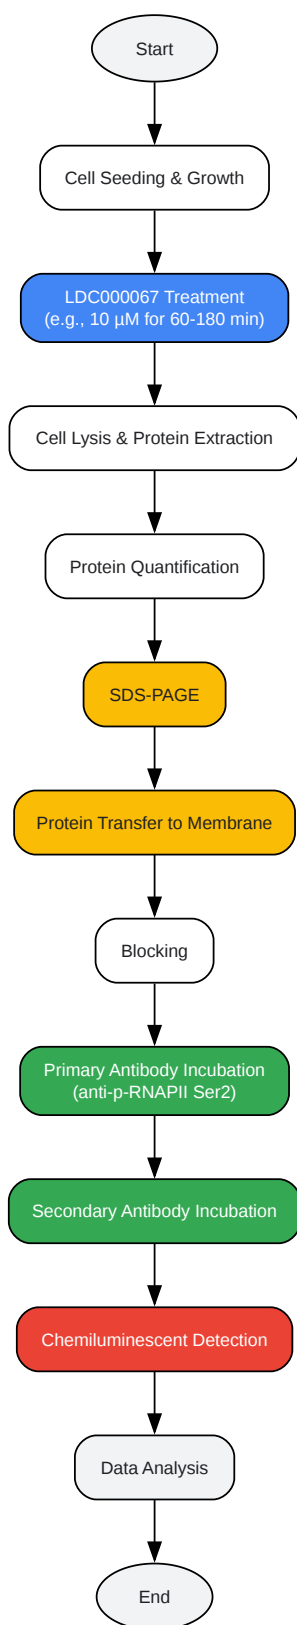 Start
Cell Seeding & Growth
LDC000067 Treatment
(e.g., 10 µM for 60-180 min)
Cell Lysis & Protein Extraction
Protein Quantification
SDS-PAGE
Protein Transfer to Membrane
Blocking
Primary Antibody Incubation
(anti-p-RNAPII Ser2)
Secondary Antibody Incubation
Chemiluminescent Detection
Data Analysis
End